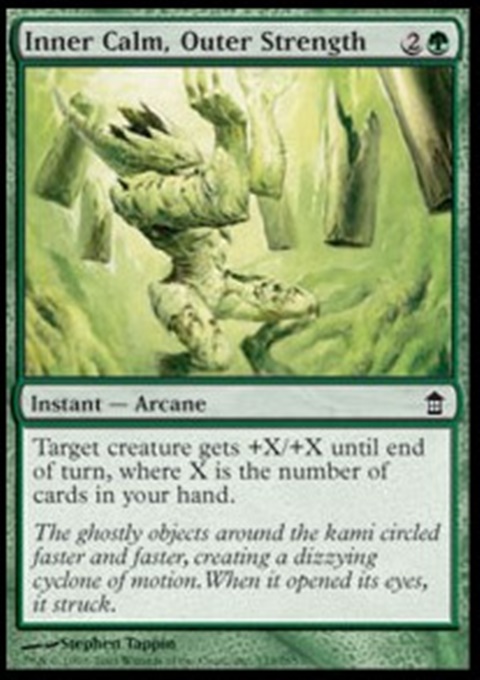 Inner Calm, Outer Strength 2
Instant — Arcane
Target creature gets +X/+X until end
of turn, where X is the number of
cards in your hand.
The ghostly objects around the kami circled
faster and faster, creating a dizzying
cyclone of motion. When it opened its eyes,
it struck.
Stephen Tappin